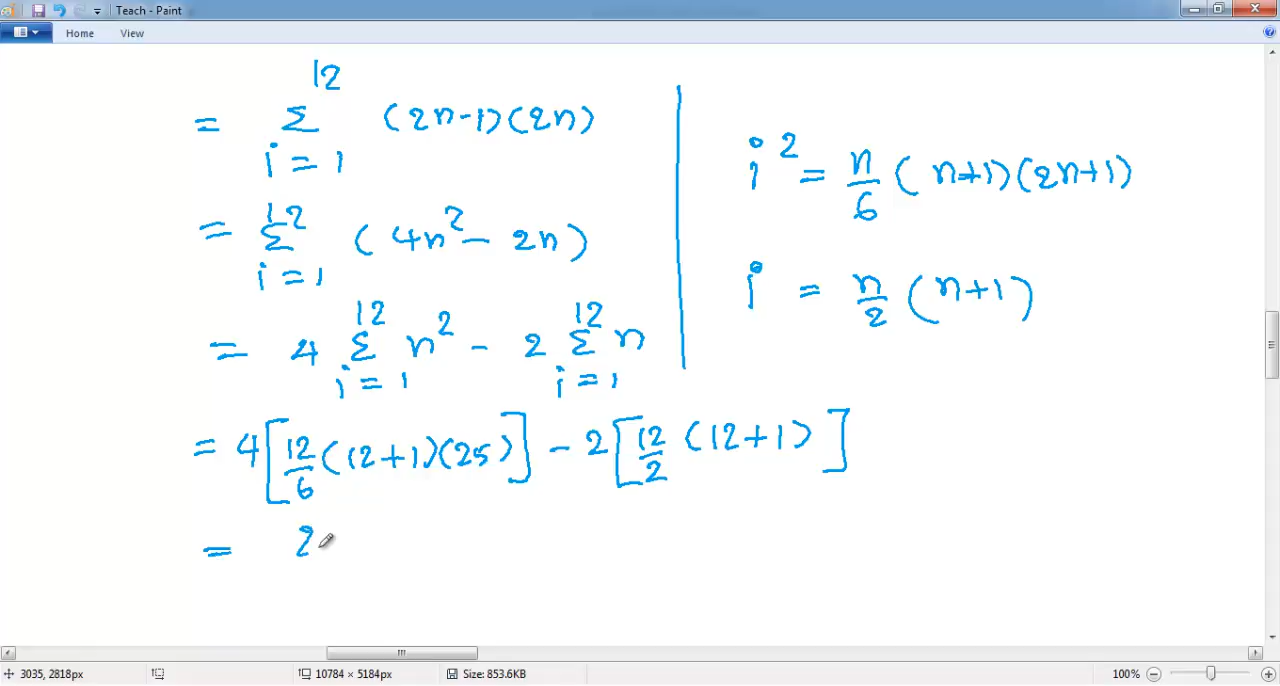 Teach - Paint
Home View
12
= Σ (2n-1)(2n)
i = 1
12
= Σ (4n² - 2n)
i = 1
12 12
= 4 Σ n² - 2 Σ n
i = 1 i = 1
= 4[12/6 (12+1)(25)] - 2[12/2 (12+1)]
= 2
i² = n/6 (n+1)(2n+1)
i = n/2 (n+1)
3035, 2818px 10784 × 5184px Size: 853.6KB 100%